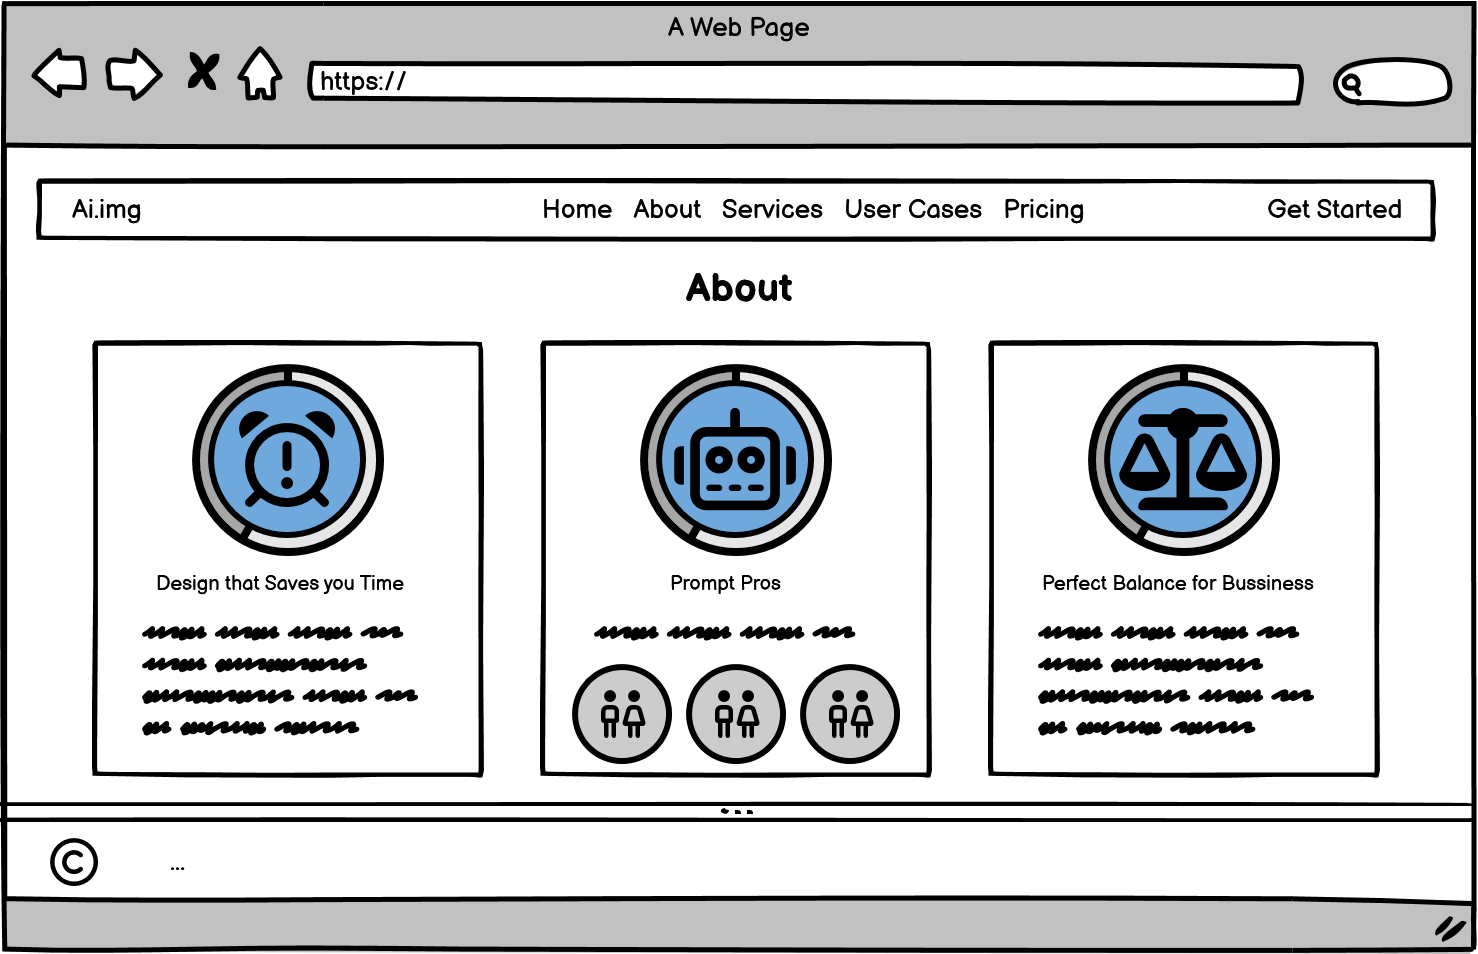 A Web Page
https://
Ai.img Home About Services User Cases Pricing Get Started
About
Design that Saves you Time
Prompt Pros
Perfect Balance for Bussiness
© ...